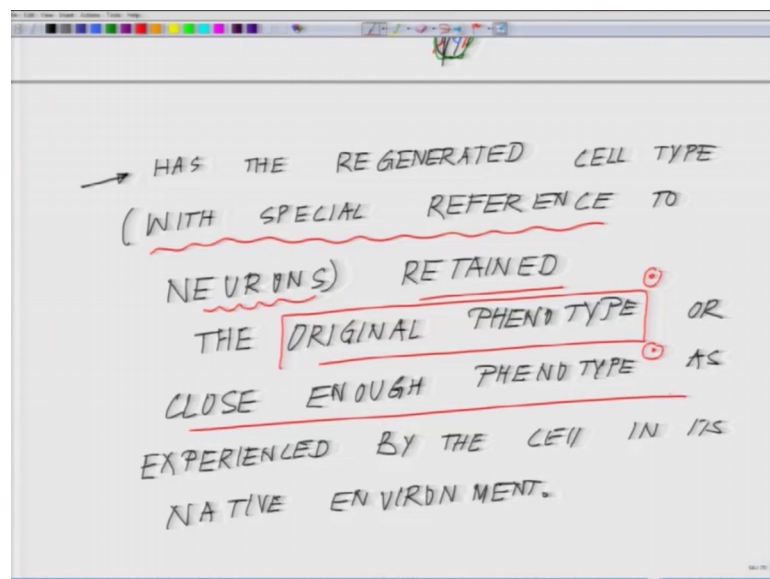 → HAS THE REGENERATED CELL TYPE
(WITH SPECIAL REFERENCE TO
NEURONS) RETAINED
THE ORIGINAL PHENOTYPE OR
CLOSE ENOUGH PHENOTYPE AS
EXPERIENCED BY THE CELL IN ITS
NATIVE ENVIRONMENT.